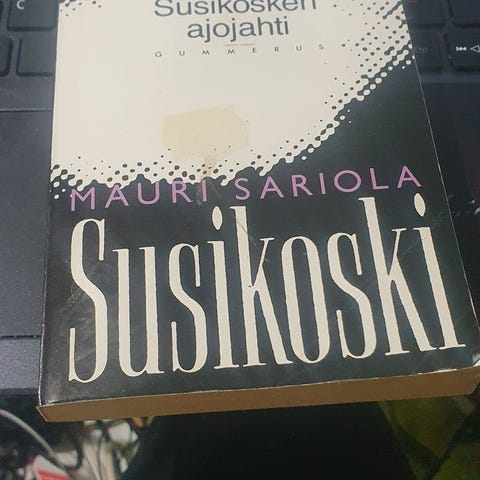 Susikosken
ajojahti
GUMMERUS
MAURI SARIOLA
Susikoski